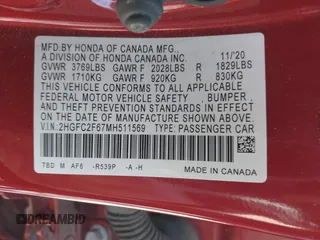 MFD. BY HONDA OF CANADA MFG.,
A DIVISION OF HONDA CANADA INC. 11/'20
GVWR 3769LBS GAWR F 2028LBS R 1829LBS
GVWR 1710KG GAWR F 920KG R 830KG
THIS VEHICLE CONFORMS TO ALL APPLICABLE
FEDERAL MOTOR VEHICLE SAFETY, BUMPER, AND
THEFT PREVENTION STANDARDS IN EFFECT ON THE
DATE OF MANUFACTURE SHOWN ABOVE.
V.I.N. 2HGFC2F67MH511569 TYPE: PASSENGER CAR
TBD M AF6 -R539P -A -H
MADE IN CANADA
DREAMBID